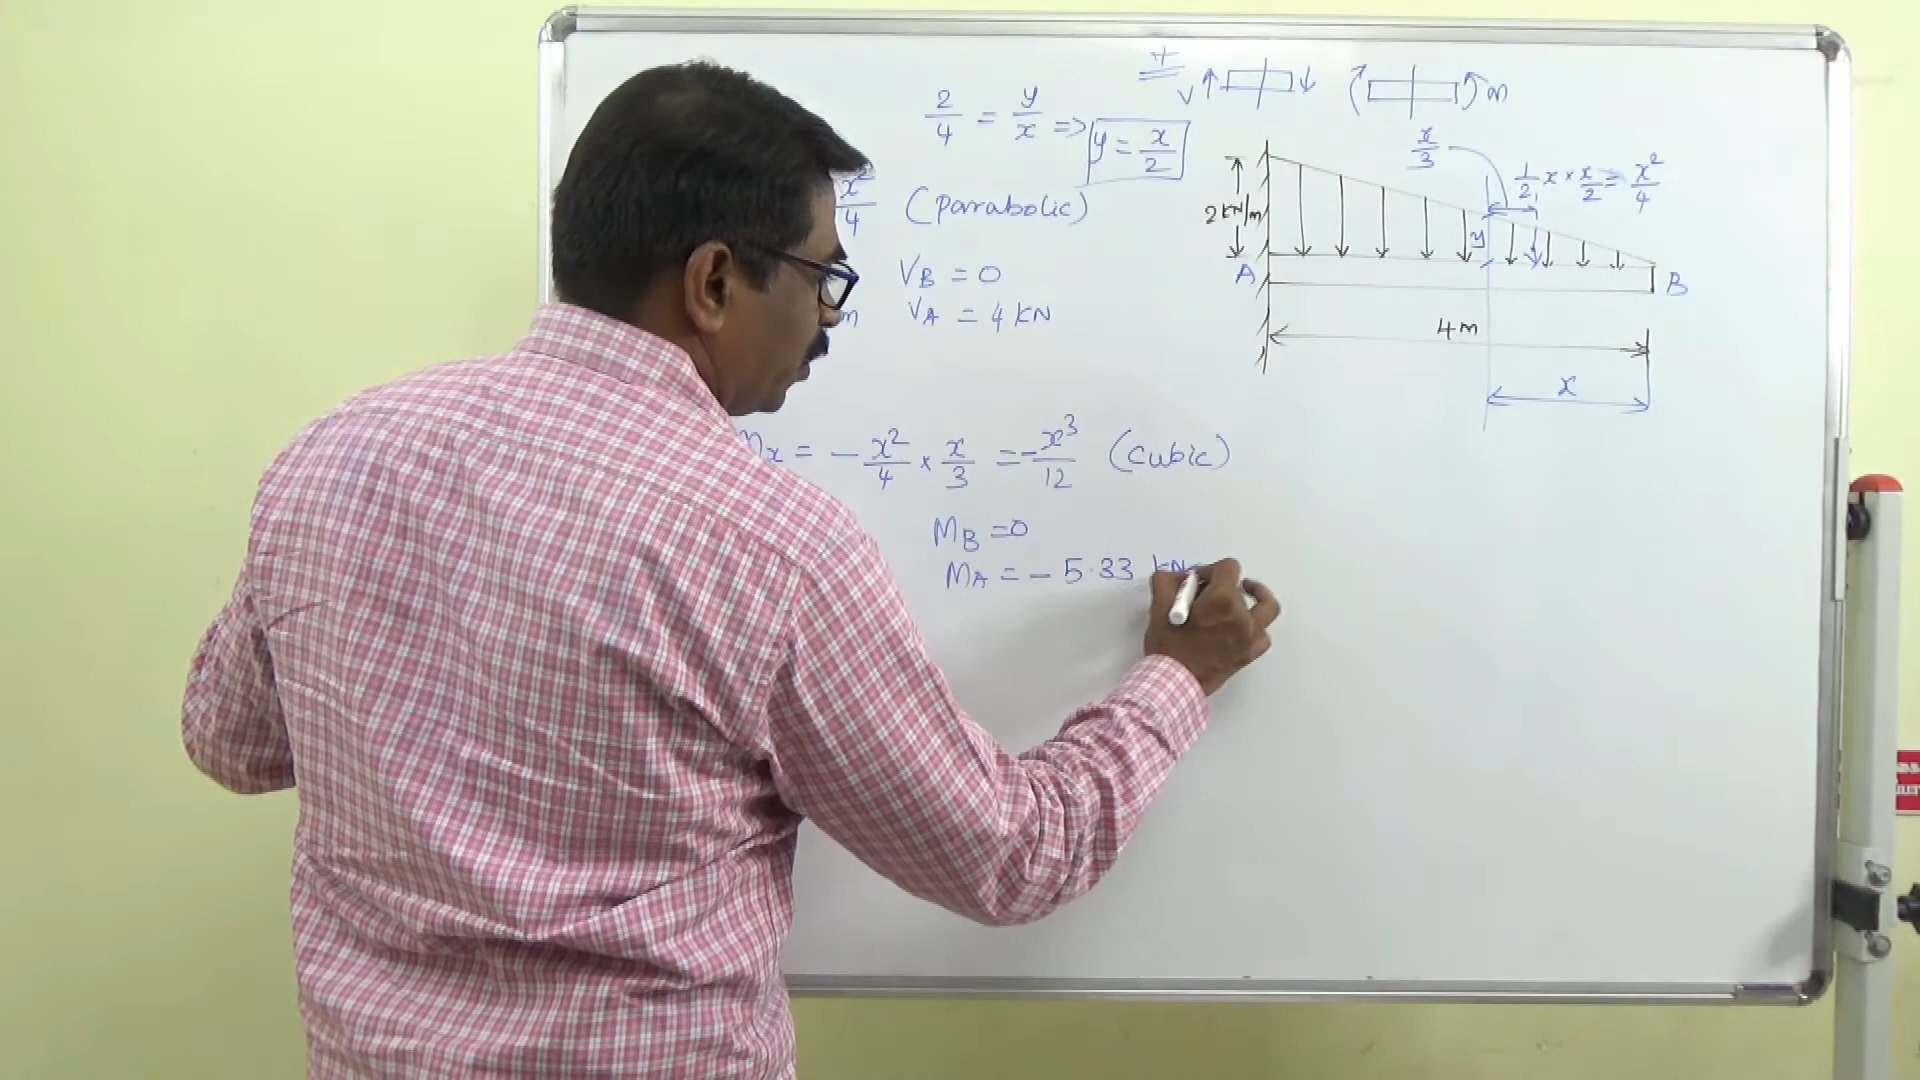 +
V
m
2/4 = y/x => y = x/2
x²/4 (parabolic)
V_B = 0
m V_A = 4 KN
M_x = - x²/4 × x/3 = - x³/12 (Cubic)
M_B = 0
M_A = - 5.33 KN
x/3
1/2 x × x/2 = x²/4
2 KN/m
y
A
B
4m
x